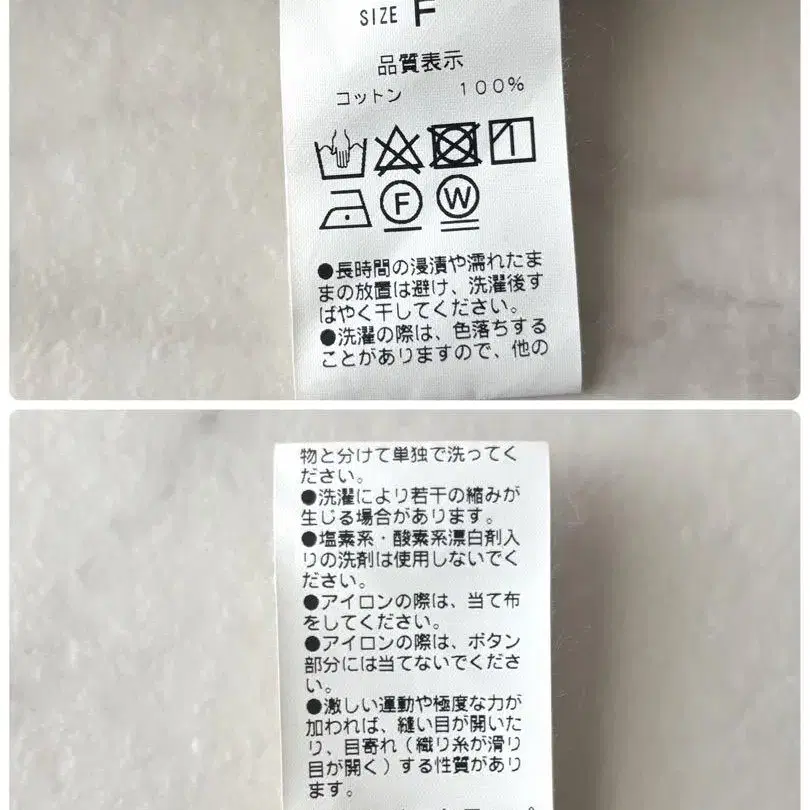 SIZE F
品質表示
コットン 100%
F W
●長時間の浸漬や濡れたま
まの放置は避け、洗濯後す
ばやく干してください。
●洗濯の際は、色落ちする
ことがありますので、他の
物と分けて単独で洗ってく
ださい。
●洗濯により若干の縮みが
生じる場合があります。
●塩素系・酸素系漂白剤入
りの洗剤は使用しないでく
ださい。
●アイロンの際は、当て布
をしてください。
●アイロンの際は、ボタン
部分には当てないでくださ
い。
●激しい運動や極度な力が
加われば、縫い目が開いた
り、目寄れ(織り糸が滑り
目が開く)する性質があり
ます。